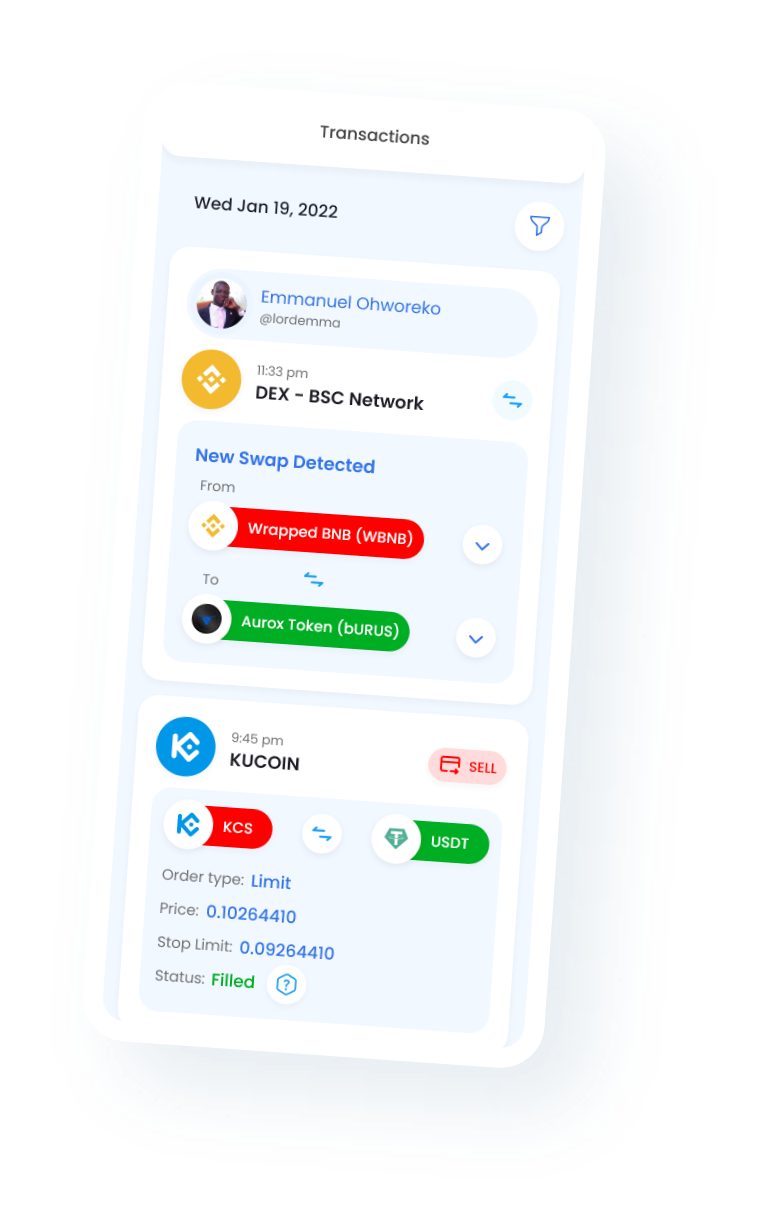 Transactions
Wed Jan 19, 2022
Emmanuel Ohworeko
@lordemma
11:33 pm
DEX - BSC Network
New Swap Detected
From
Wrapped BNB (WBNB)
To
Aurox Token (bURUS)
9:45 pm
KUCOIN
SELL
KCS
USDT
Order type: Limit
Price: 0.10264410
Stop Limit: 0.09264410
Status: Filled